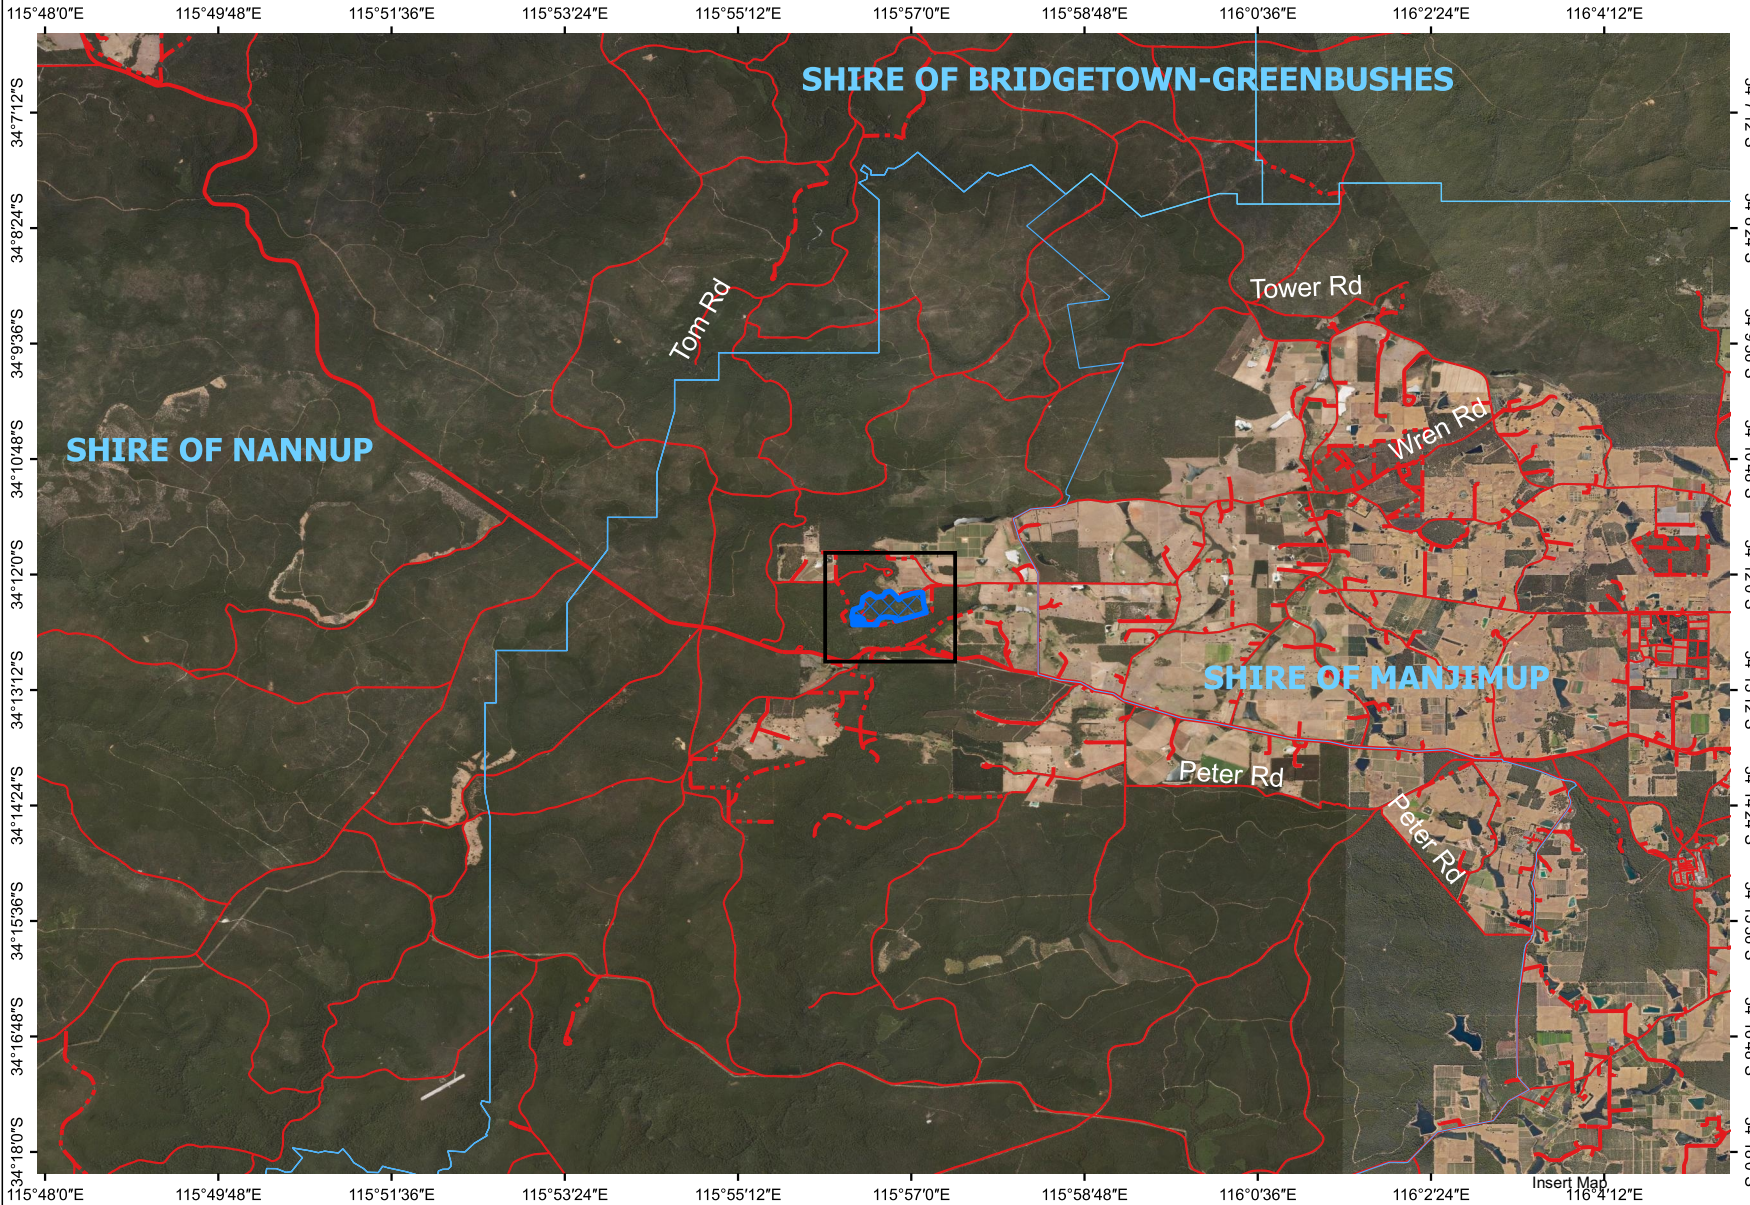 115°48'0"E 115°49'48"E 115°51'36"E 115°53'24"E 115°55'12"E 115°57'0"E 115°58'48"E 116°0'36"E 116°2'24"E 116°4'12"E
SHIRE OF BRIDGETOWN-GREENBUSHES
34°7'12"S
34°8'24"S
Tower Rd
Tom Rd
34°9'36"S
Wren Rd
SHIRE OF NANNUP
34°10'48"S
34°12'0"S
SHIRE OF MANJIMUP
34°13'12"S
Peter Rd
34°14'24"S
Peter Rd
34°15'36"S
34°16'48"S
34°18'0"S
Insert Map
115°48'0"E 115°49'48"E 115°51'36"E 115°53'24"E 115°55'12"E 115°57'0"E 115°58'48"E 116°0'36"E 116°2'24"E 116°4'12"E